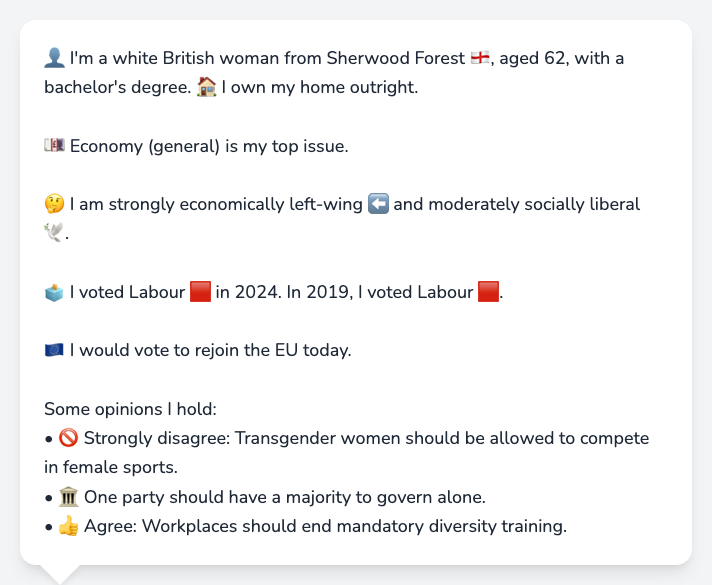 👤 I'm a white British woman from Sherwood Forest 🏴󠁧󠁢󠁥󠁮󠁧󠁿, aged 62, with a
bachelor's degree. 🏠 I own my home outright.
💷 Economy (general) is my top issue.
🤔 I am strongly economically left-wing ⬅️ and moderately socially liberal
🕊️.
🗳️ I voted Labour 🟥 in 2024. In 2019, I voted Labour 🟥.
🇪🇺 I would vote to rejoin the EU today.
Some opinions I hold:
• 🚫 Strongly disagree: Transgender women should be allowed to compete
in female sports.
• 🏛️ One party should have a majority to govern alone.
• 👍 Agree: Workplaces should end mandatory diversity training.